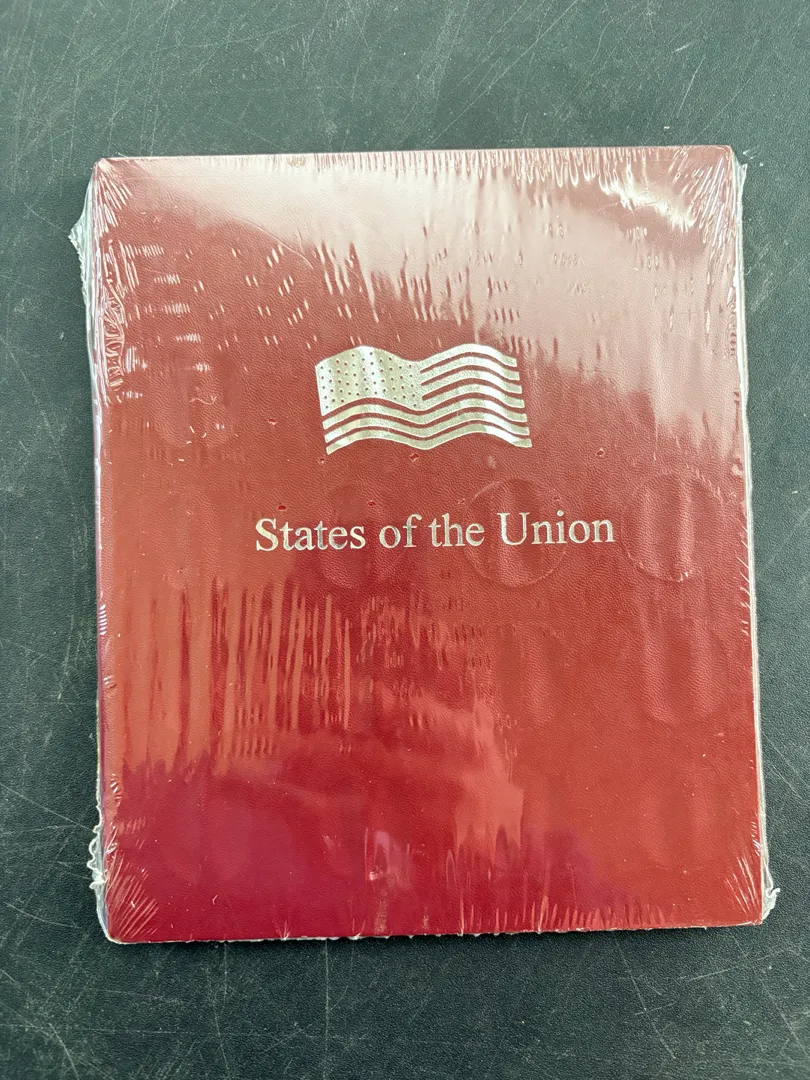 States of the Union